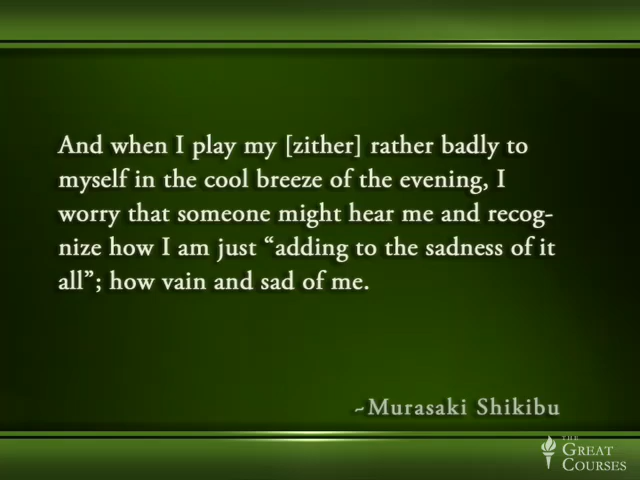 And when I play my [zither] rather badly to
myself in the cool breeze of the evening, I
worry that someone might hear me and recog-
nize how I am just “adding to the sadness of it
all”; how vain and sad of me.
~Murasaki Shikibu
THE
GREAT
COURSES